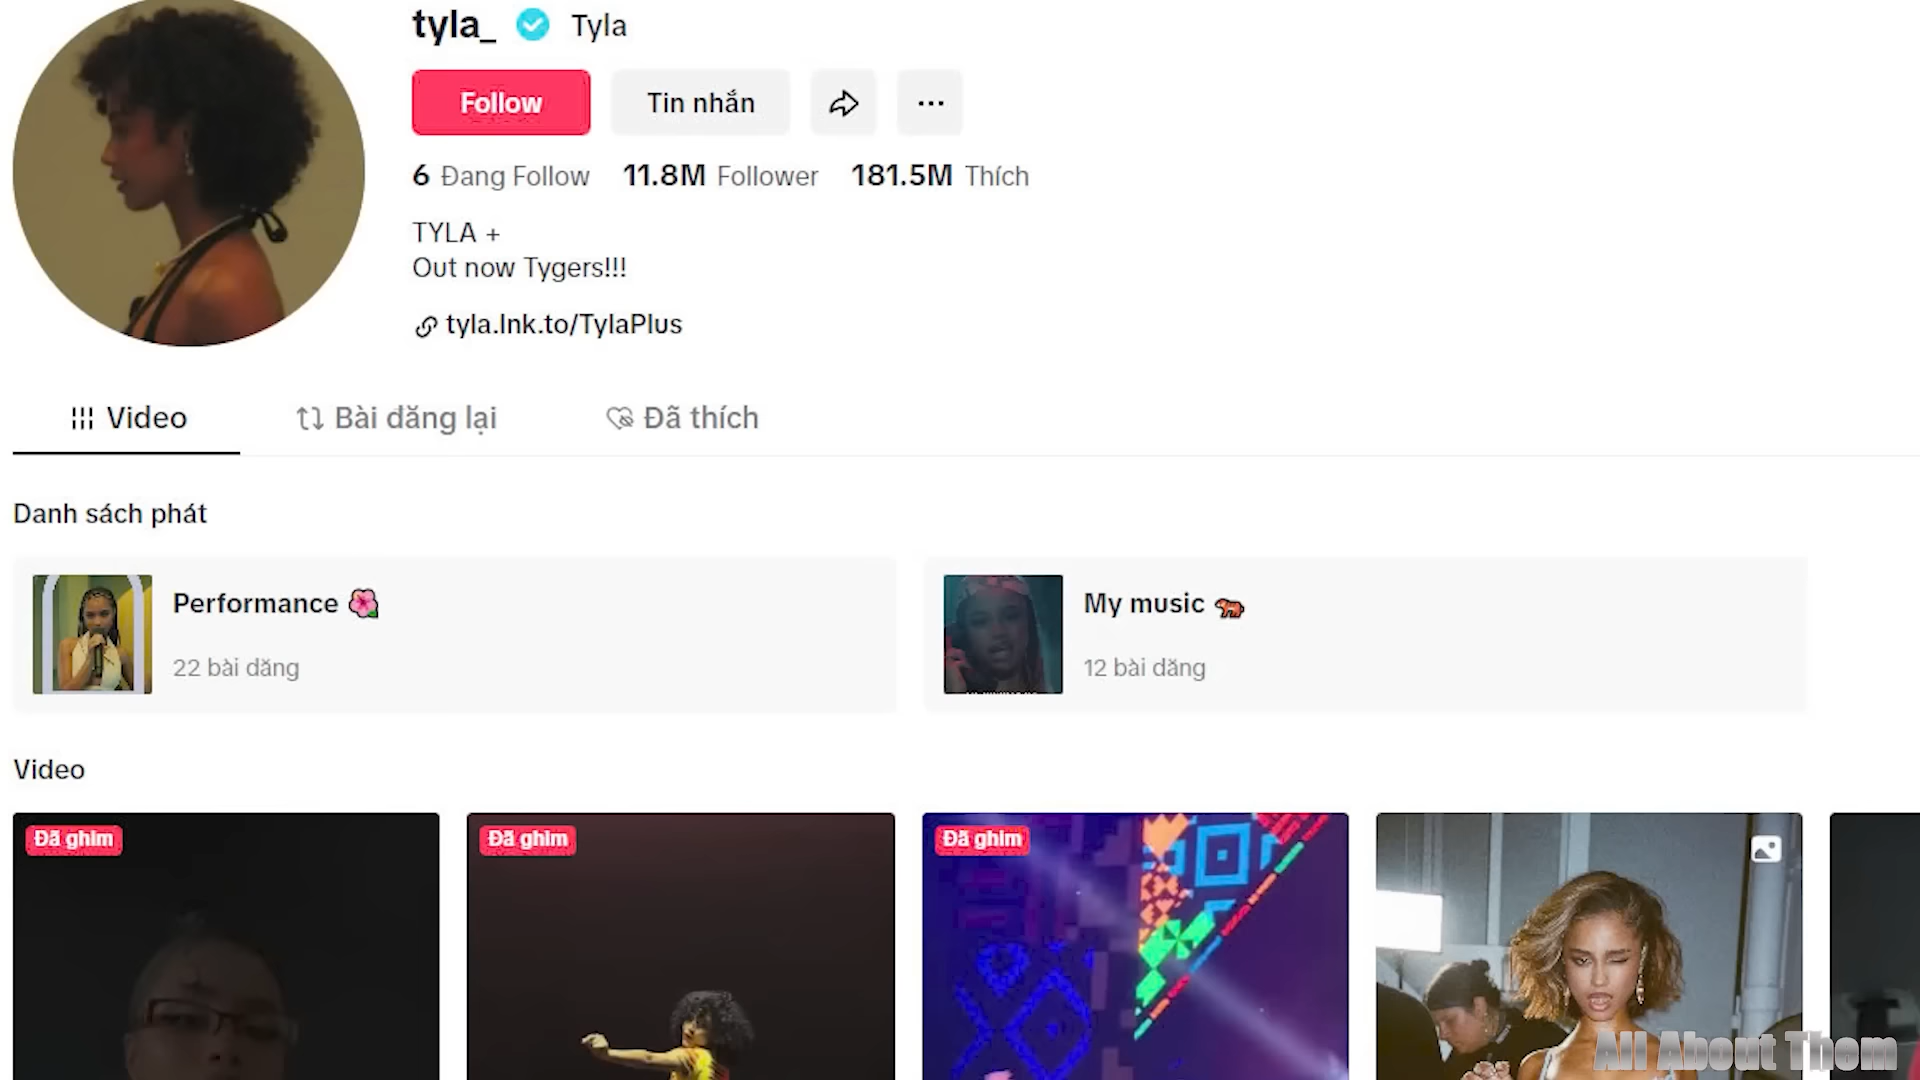 tyla_ Tyla
Follow
Tin nhắn
6 Đang Follow 11.8M Follower 181.5M Thích
TYLA +
Out now Tygers!!!
tyla.lnk.to/TylaPlus
Video
Bài đăng lại
Đã thích
Danh sách phát
Performance 🌺
22 bài đăng
My music 🐅
12 bài đăng
Video
Đã ghim
Đã ghim
Đã ghim
All About Them